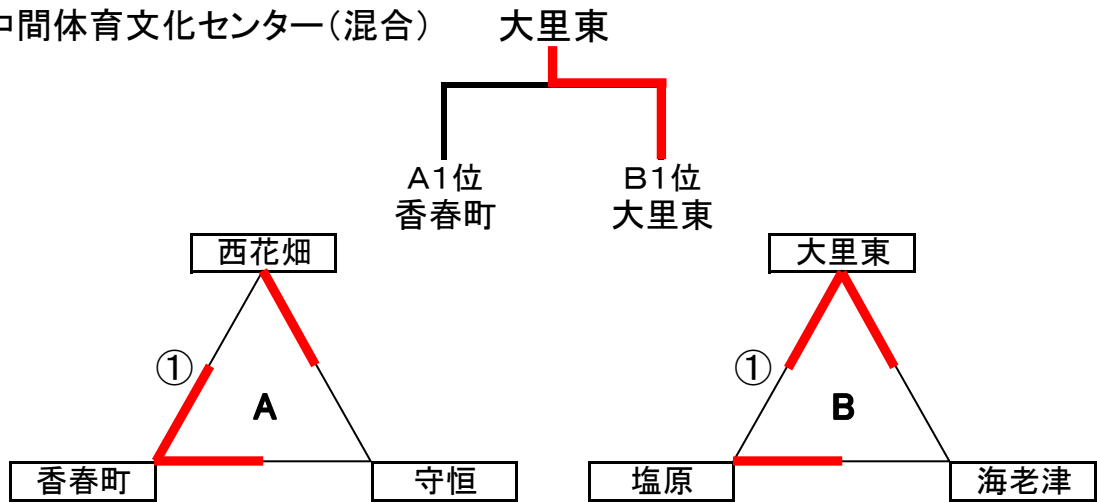 中間体育文化センター（混合）　大里東
A1位　B1位
香春町　大里東
西花畑　大里東
①　①
A　B
香春町　守恒　塩原　海老津